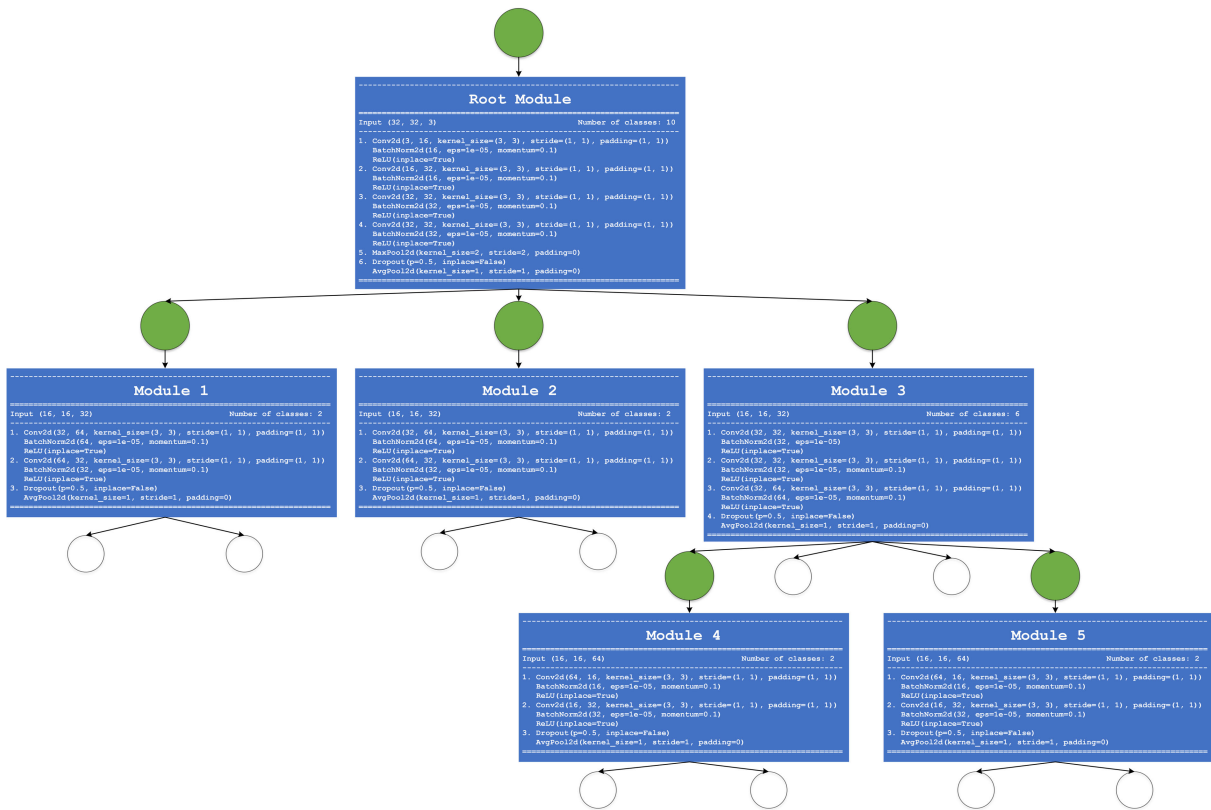 Root Module
Input (32, 32, 3) Number of classes: 10
1. Conv2d(3, 16, kernel_size=(3, 3), stride=(1, 1), padding=(1, 1))
BatchNorm2d(16, eps=1e-05, momentum=0.1)
ReLU(inplace=True)
2. Conv2d(16, 32, kernel_size=(3, 3), stride=(1, 1), padding=(1, 1))
BatchNorm2d(16, eps=1e-05, momentum=0.1)
ReLU(inplace=True)
3. Conv2d(32, 32, kernel_size=(3, 3), stride=(1, 1), padding=(1, 1))
BatchNorm2d(32, eps=1e-05, momentum=0.1)
ReLU(inplace=True)
4. Conv2d(32, 32, kernel_size=(3, 3), stride=(1, 1), padding=(1, 1))
BatchNorm2d(32, eps=1e-05, momentum=0.1)
ReLU(inplace=True)
5. MaxPool2d(kernel_size=2, stride=2, padding=0)
6. Dropout(p=0.5, inplace=False)
AvgPool2d(kernel_size=1, stride=1, padding=0)
Module 1
Input (16, 16, 32) Number of classes: 2
1. Conv2d(32, 64, kernel_size=(3, 3), stride=(1, 1), padding=(1, 1))
BatchNorm2d(64, eps=1e-05, momentum=0.1)
ReLU(inplace=True)
2. Conv2d(64, 32, kernel_size=(3, 3), stride=(1, 1), padding=(1, 1))
BatchNorm2d(32, eps=1e-05, momentum=0.1)
ReLU(inplace=True)
3. Dropout(p=0.5, inplace=False)
AvgPool2d(kernel_size=1, stride=1, padding=0)
Module 2
Input (16, 16, 32) Number of classes: 2
1. Conv2d(32, 64, kernel_size=(3, 3), stride=(1, 1), padding=(1, 1))
BatchNorm2d(64, eps=1e-05, momentum=0.1)
ReLU(inplace=True)
2. Conv2d(64, 32, kernel_size=(3, 3), stride=(1, 1), padding=(1, 1))
BatchNorm2d(32, eps=1e-05, momentum=0.1)
ReLU(inplace=True)
3. Dropout(p=0.5, inplace=False)
AvgPool2d(kernel_size=1, stride=1, padding=0)
Module 3
Input (16, 16, 32) Number of classes: 6
1. Conv2d(32, 32, kernel_size=(3, 3), stride=(1, 1), padding=(1, 1))
BatchNorm2d(32, eps=1e-05)
ReLU(inplace=True)
2. Conv2d(32, 32, kernel_size=(3, 3), stride=(1, 1), padding=(1, 1))
BatchNorm2d(32, eps=1e-05, momentum=0.1)
ReLU(inplace=True)
3. Conv2d(32, 64, kernel_size=(3, 3), stride=(1, 1), padding=(1, 1))
BatchNorm2d(64, eps=1e-05, momentum=0.1)
ReLU(inplace=True)
4. Dropout(p=0.5, inplace=False)
AvgPool2d(kernel_size=1, stride=1, padding=0)
Module 4
Input (16, 16, 64) Number of classes: 2
1. Conv2d(64, 16, kernel_size=(3, 3), stride=(1, 1), padding=(1, 1))
BatchNorm2d(16, eps=1e-05, momentum=0.1)
ReLU(inplace=True)
2. Conv2d(16, 32, kernel_size=(3, 3), stride=(1, 1), padding=(1, 1))
BatchNorm2d(32, eps=1e-05, momentum=0.1)
ReLU(inplace=True)
3. Dropout(p=0.5, inplace=False)
AvgPool2d(kernel_size=1, stride=1, padding=0)
Module 5
Input (16, 16, 64) Number of classes: 2
1. Conv2d(64, 16, kernel_size=(3, 3), stride=(1, 1), padding=(1, 1))
BatchNorm2d(16, eps=1e-05, momentum=0.1)
ReLU(inplace=True)
2. Conv2d(16, 32, kernel_size=(3, 3), stride=(1, 1), padding=(1, 1))
BatchNorm2d(32, eps=1e-05, momentum=0.1)
ReLU(inplace=True)
3. Dropout(p=0.5, inplace=False)
AvgPool2d(kernel_size=1, stride=1, padding=0)